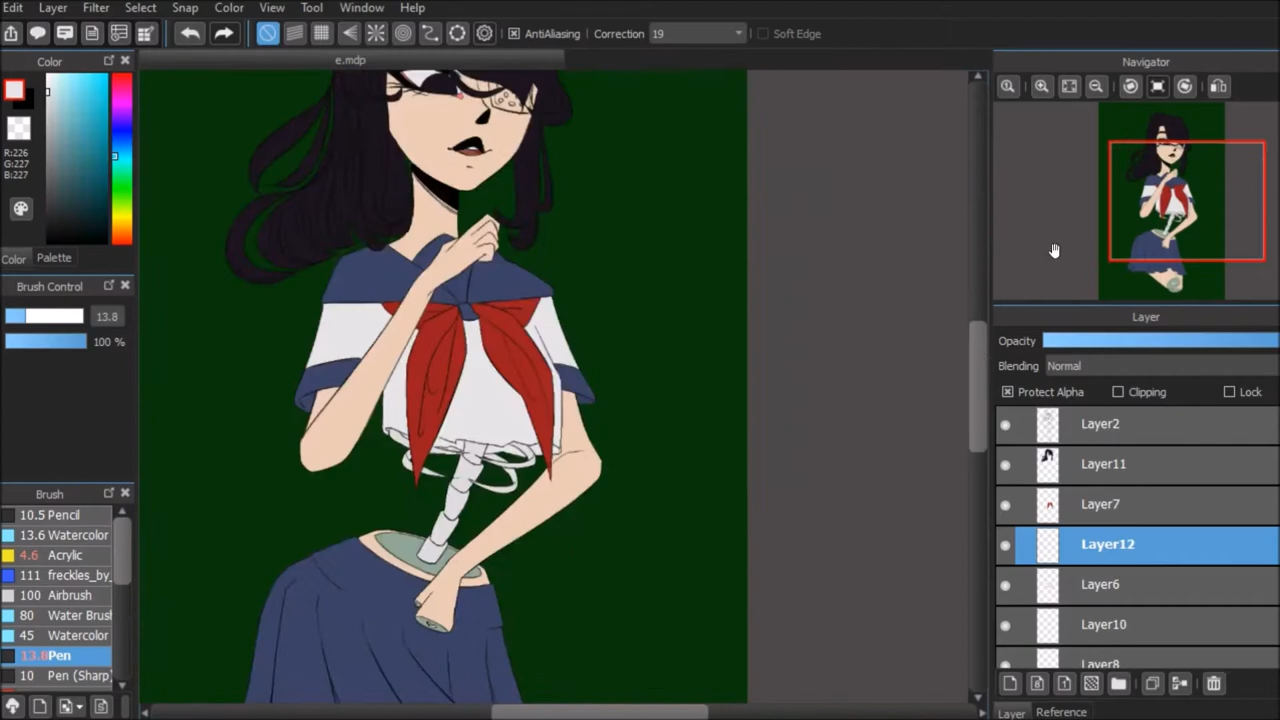 Edit Layer Filter Select Snap Color View Tool Window Help
AntiAliasing Correction 19 Soft Edge
Color
e.mdp
Navigator
R:226
G:227
B:227
Color Palette
Brush Control
13.8
100 %
Layer
Opacity
Blending Normal
Protect Alpha Clipping Lock
Layer2
Layer11
Layer7
Layer12
Layer6
Layer10
Layer8
Brush
10.5 Pencil
13.6 Watercolor
4.6 Acrylic
111 freckles_by_
100 Airbrush
80 Water Brus
45 Watercolor
13.8 Pen
10 Pen (Sharp)
Layer Reference